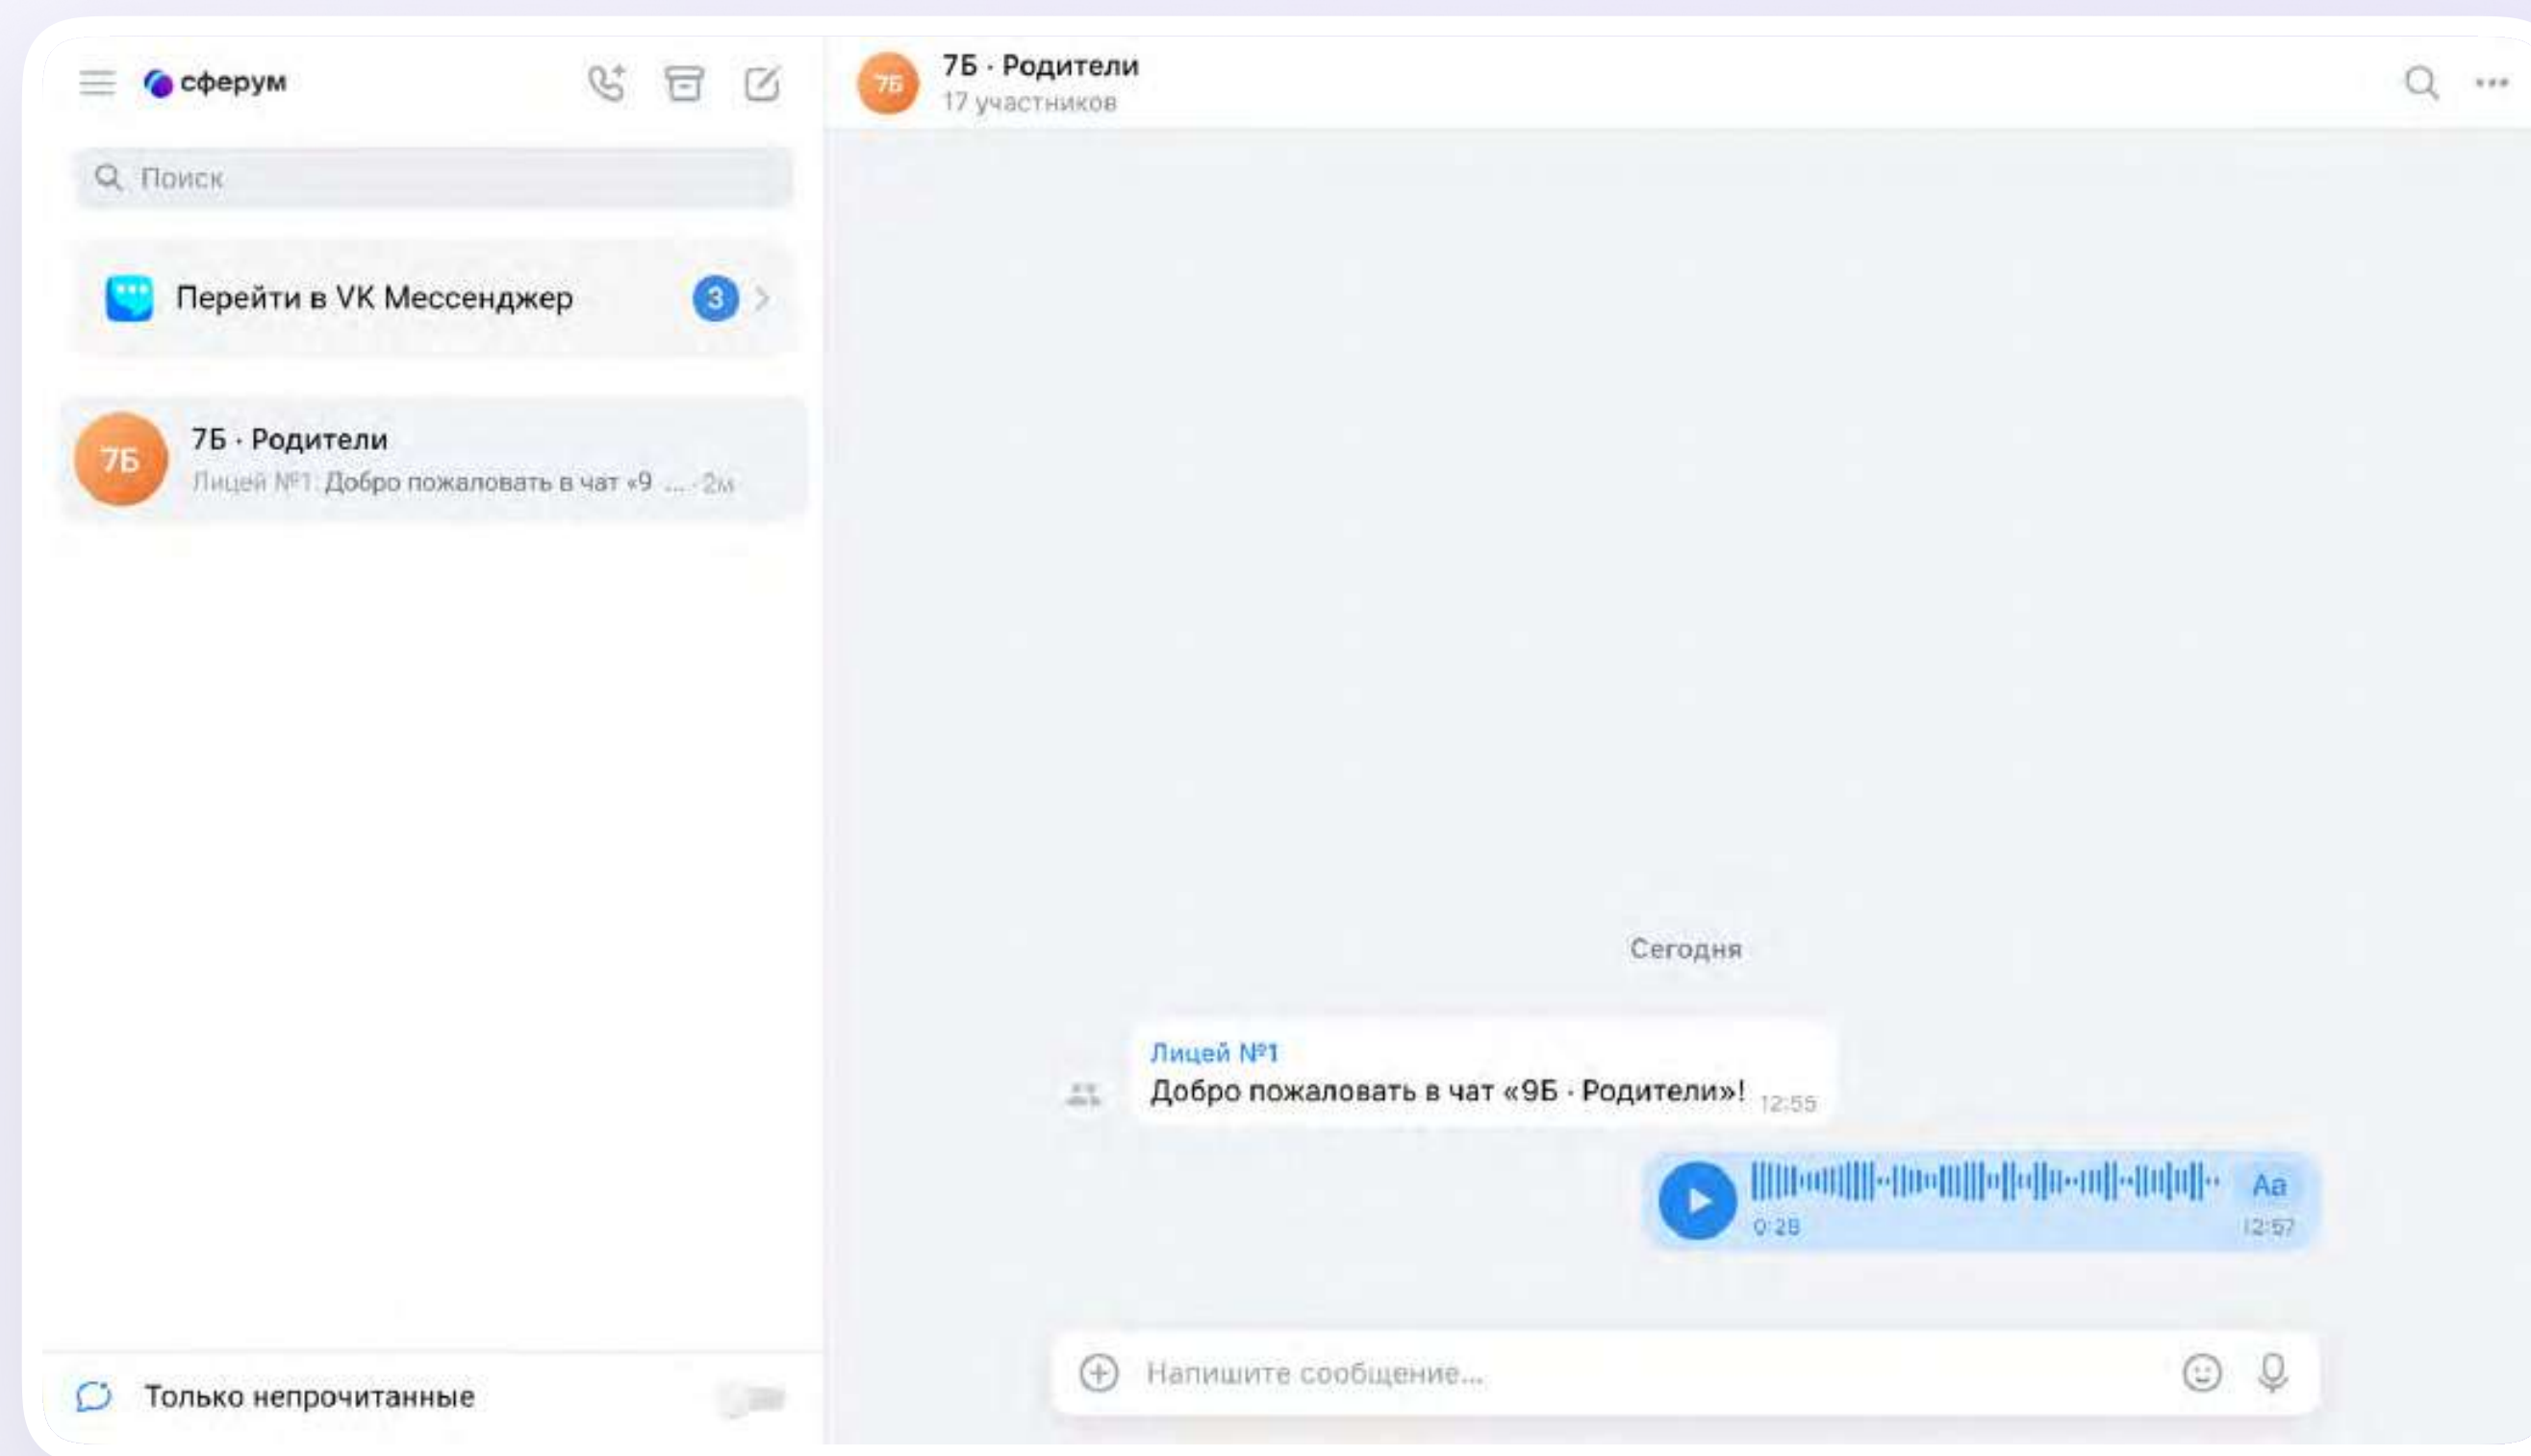 сферум
Поиск
Перейти в VK Мессенджер 3
7Б
7Б · Родители
Лицей №1: Добро пожаловать в чат «9 ... · 2м
Только непрочитанные
7Б
7Б · Родители
17 участников
Сегодня
Лицей №1
Добро пожаловать в чат «9Б · Родители»! 12:55
Aa
0:28 12:57
Напишите сообщение...